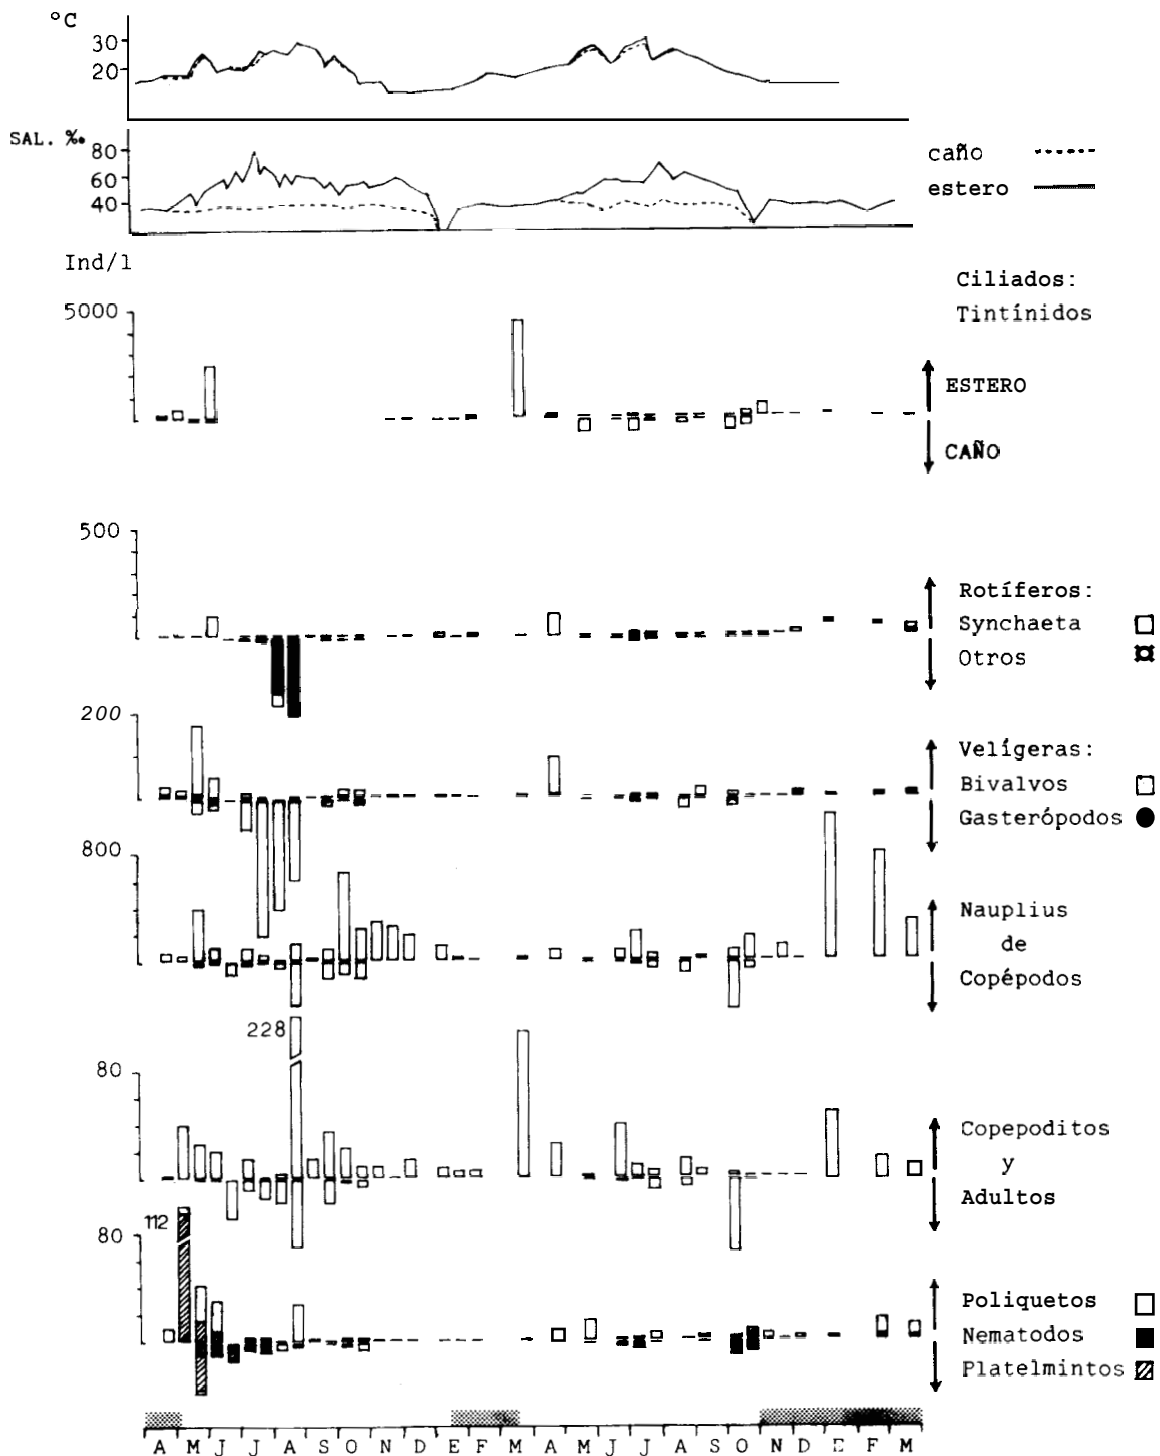 °C
30
20
SAL. ‰
80
60
40
caño
estero
Ind/l
5000
Ciliados:
Tintínidos
ESTERO
CAÑO
500
Rotíferos:
Synchaeta
Otros
200
Velígeras:
Bivalvos
Gasterópodos
800
Nauplius
de
Copépodos
228
80
Copepoditos
y
Adultos
112
80
Poliquetos
Nematodos
Platelmintos
A M J J A S O N D E F M A M J J A S O N D E F M